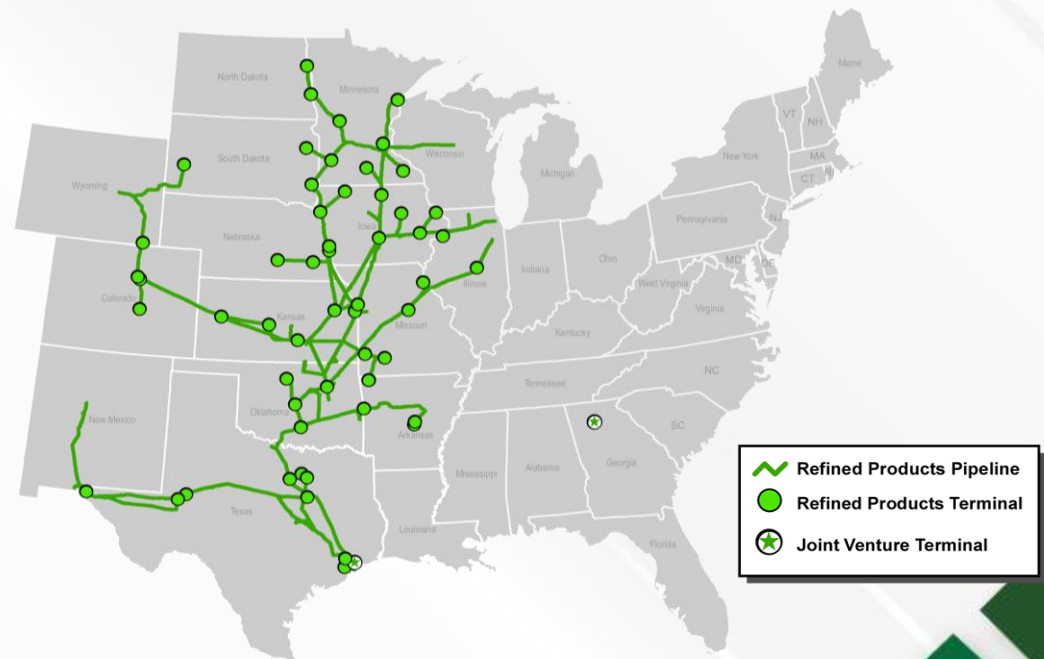 Maine
North Dakota
Minnesota
VT
NH
South Dakota
Wisconsin
New York
MA
Michigan
CT
Wyoming
Pennsylvania
NJ
Nebraska
Iowa
Ohio
MD
DE
Indiana
Illinois
West Virginia
Colorado
Virginia
Kansas
Missouri
Kentucky
NC
Tennessee
Oklahoma
New Mexico
Arkansas
SC
Mississippi
Alabama
Georgia
Refined Products Pipeline
Refined Products Terminal
Texas
Louisiana
Joint Venture Terminal
Florida